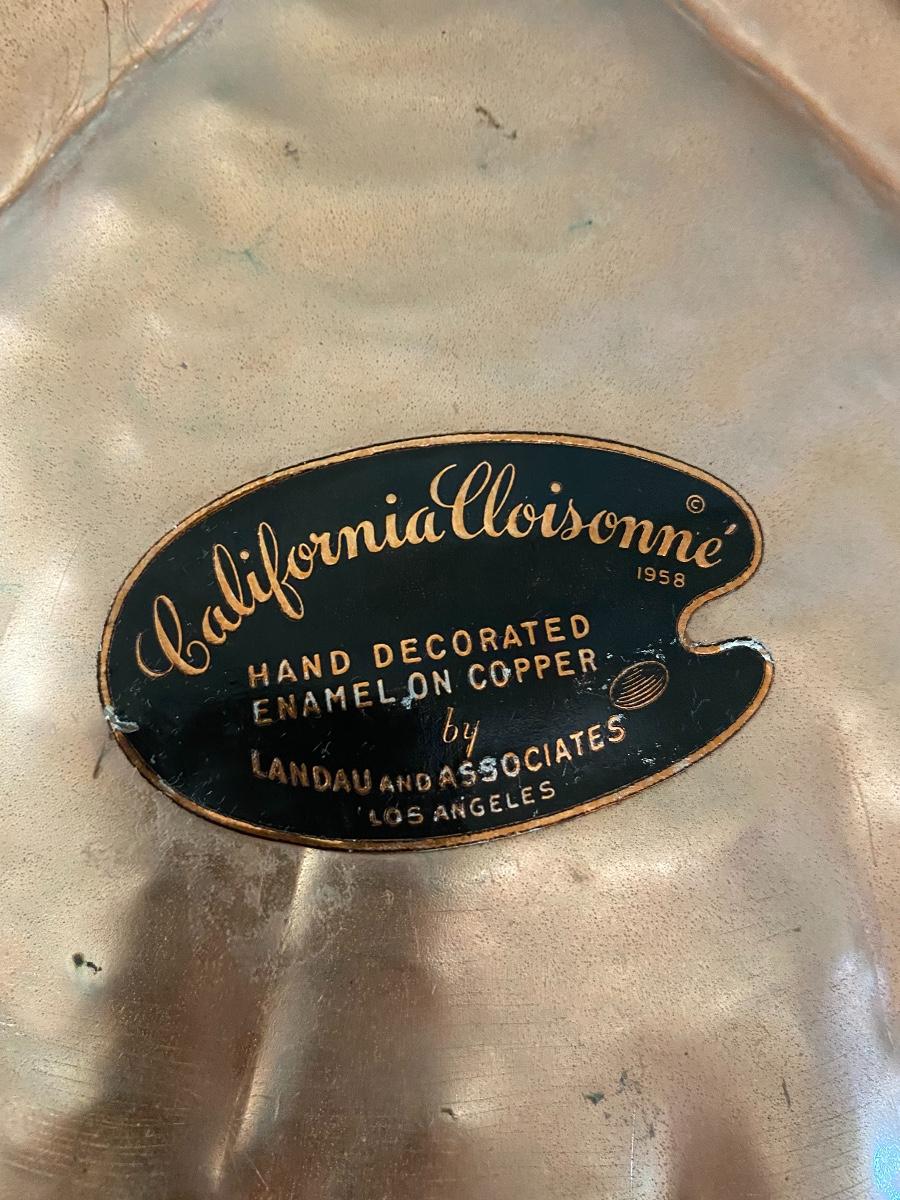 California Cloisonné ©
1958
HAND DECORATED
ENAMEL ON COPPER
by
LANDAU AND ASSOCIATES
LOS ANGELES